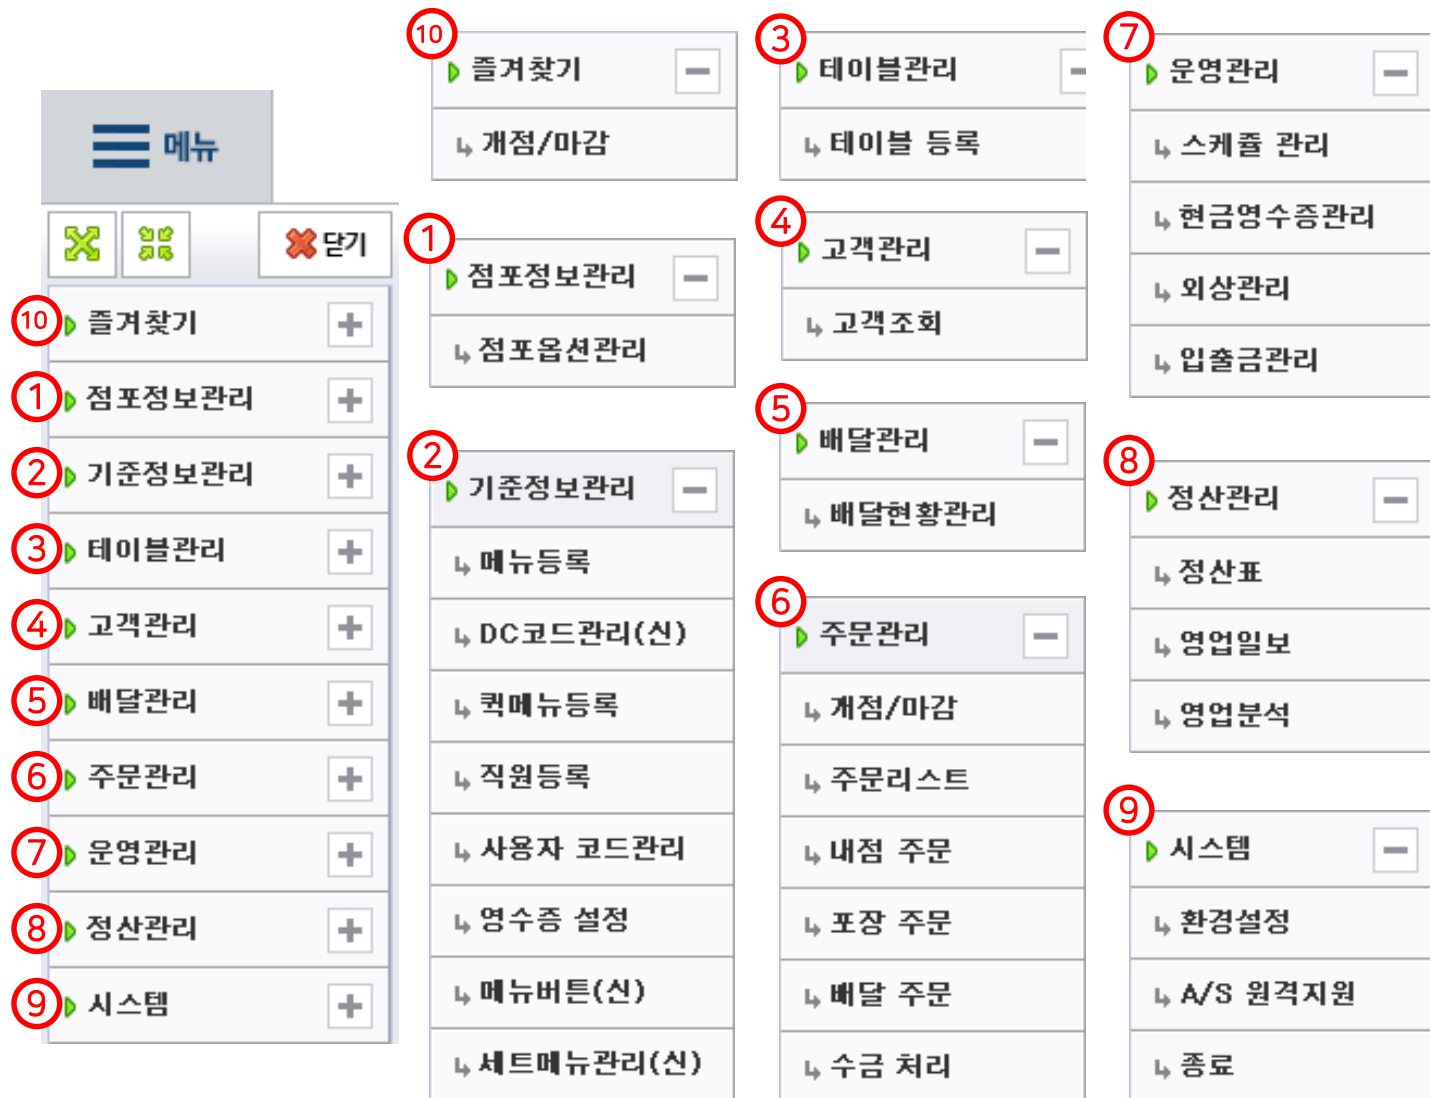 메뉴
닫기
10 즐겨찾기
1 점포정보관리
2 기준정보관리
3 테이블관리
4 고객관리
5 배달관리
6 주문관리
7 운영관리
8 정산관리
9 시스템
10 즐겨찾기
개점/마감
1 점포정보관리
점포옵션관리
2 기준정보관리
메뉴등록
DC코드관리(신)
퀵메뉴등록
직원등록
사용자 코드관리
영수증 설정
메뉴버튼(신)
세트메뉴관리(신)
3 테이블관리
테이블 등록
4 고객관리
고객조회
5 배달관리
배달현황관리
6 주문관리
개점/마감
주문리스트
내점 주문
포장 주문
배달 주문
수금 처리
7 운영관리
스케쥴 관리
현금영수증관리
외상관리
입출금관리
8 정산관리
정산표
영업일보
영업분석
9 시스템
환경설정
A/S 원격지원
종료